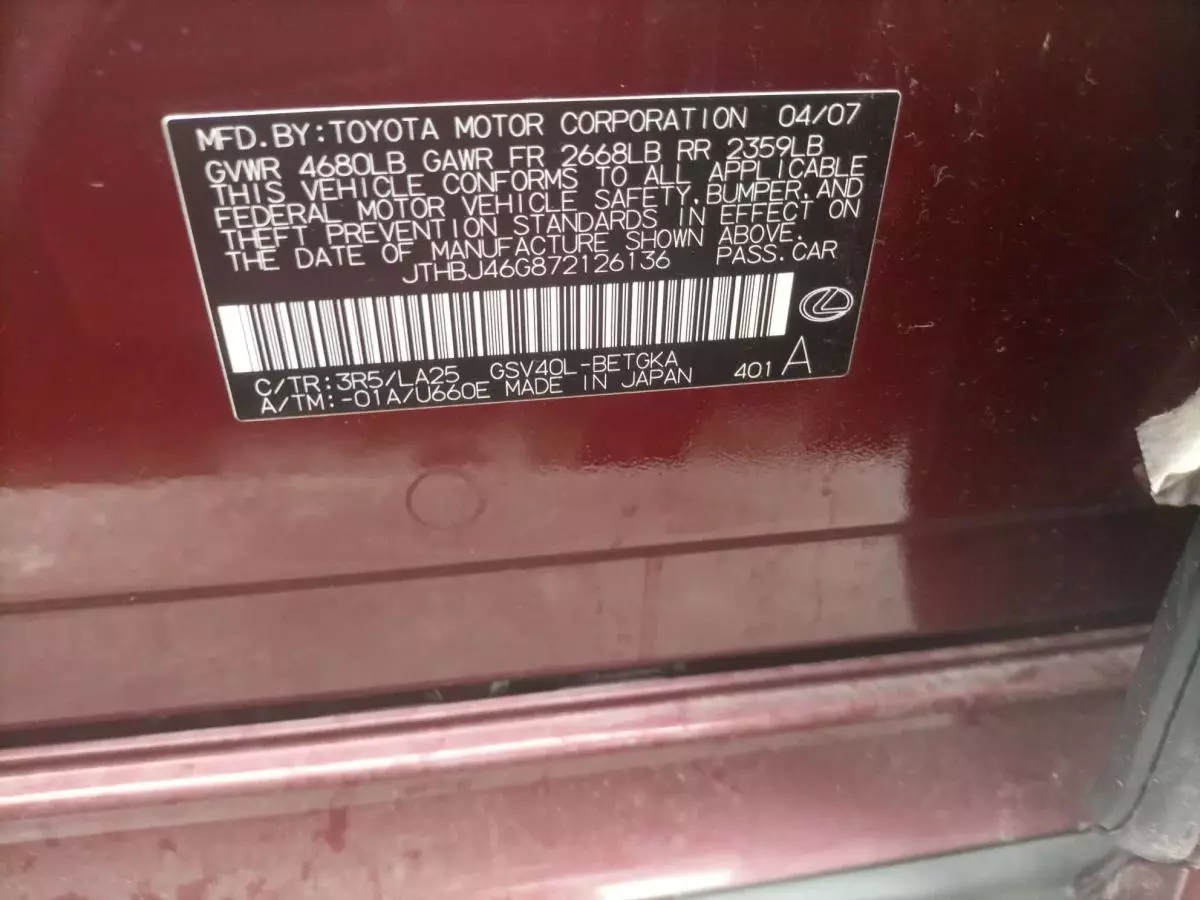 MFD.BY:TOYOTA MOTOR CORPORATION 04/07
GVWR 4680LB GAWR FR 2668LB RR 2359LB
THIS VEHICLE CONFORMS TO ALL APPLICABLE
FEDERAL MOTOR VEHICLE SAFETY,BUMPER,AND
THEFT PREVENTION STANDARDS IN EFFECT ON
THE DATE OF MANUFACTURE SHOWN ABOVE.
JTHBJ46G872126136 PASS.CAR
C/TR:3R5/LA25 GSV40L-BETGKA
A/TM:-01A/U660E MADE IN JAPAN 401 A